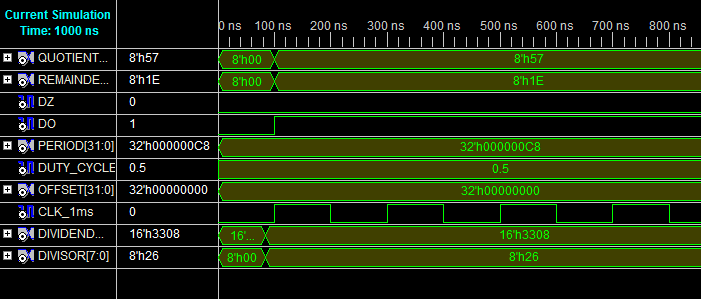 Current Simulation
Time: 1000 ns
0 ns 100 ns 200 ns 300 ns 400 ns 500 ns 600 ns 700 ns 800 ns
QUOTIENT... 8'h57 8'h00 8'h57
REMAINDE... 8'h1E 8'h00 8'h1E
DZ 0
DO 1
PERIOD[31:0] 32'h000000C8 32'h000000C8
DUTY_CYCLE 0.5 0.5
OFFSET[31:0] 32'h00000000 32'h00000000
CLK_1ms 0
DIVIDEND... 16'h3308 16'... 16'h3308
DIVISOR[7:0] 8'h26 8'h00 8'h26